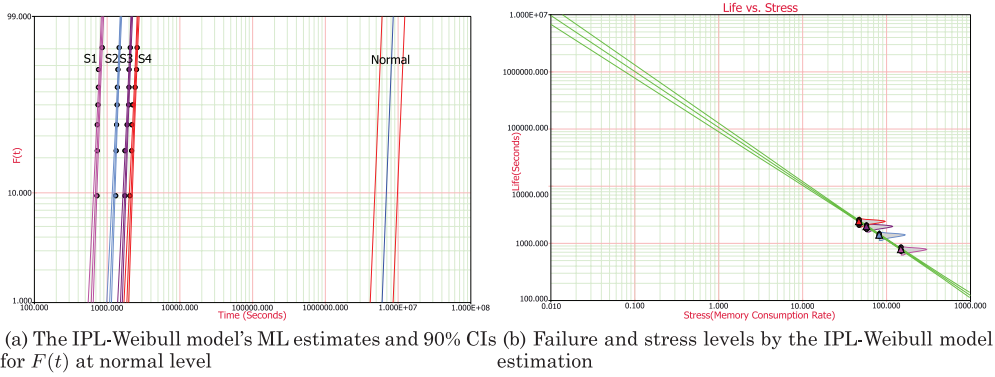 99.000
S1
S2
S3
S4
Normal
F(t)
10.000
1.000
100.000
1000.000
10000.000
100000.000
1000000.000
1.000E+07
1.000E+08
Time (Seconds)
Life vs. Stress
1.000E+07
1000000.000
100000.000
Life(Seconds)
10000.000
1000.000
100.000
0.010
0.100
1.000
10.000
100.000
1000.000
Stress(Memory Consumption Rate)
(a) The IPL-Weibull model's ML estimates and 90% CIs
for F(t) at normal level
(b) Failure and stress levels by the IPL-Weibull model
estimation